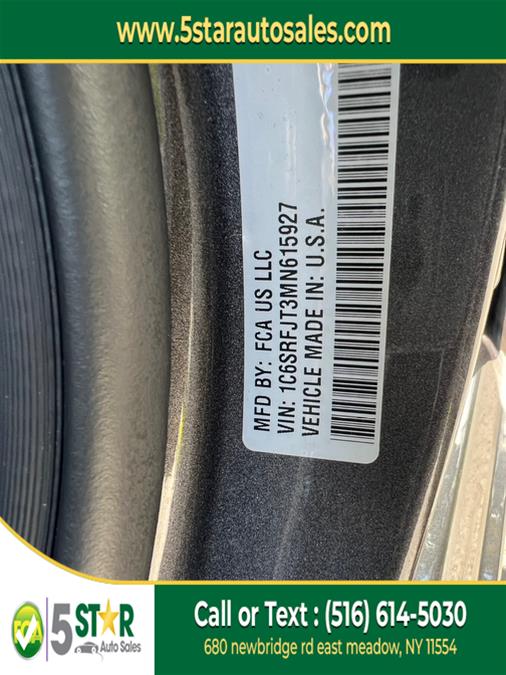 www.5starautosales.com
MFD BY: FCA US LLC
VIN: 1C6SRFJT3MN615927
VEHICLE MADE IN: U.S.A.
FCA
5 STAR
Auto Sales
Call or Text : (516) 614-5030
680 newbridge rd east meadow, NY 11554